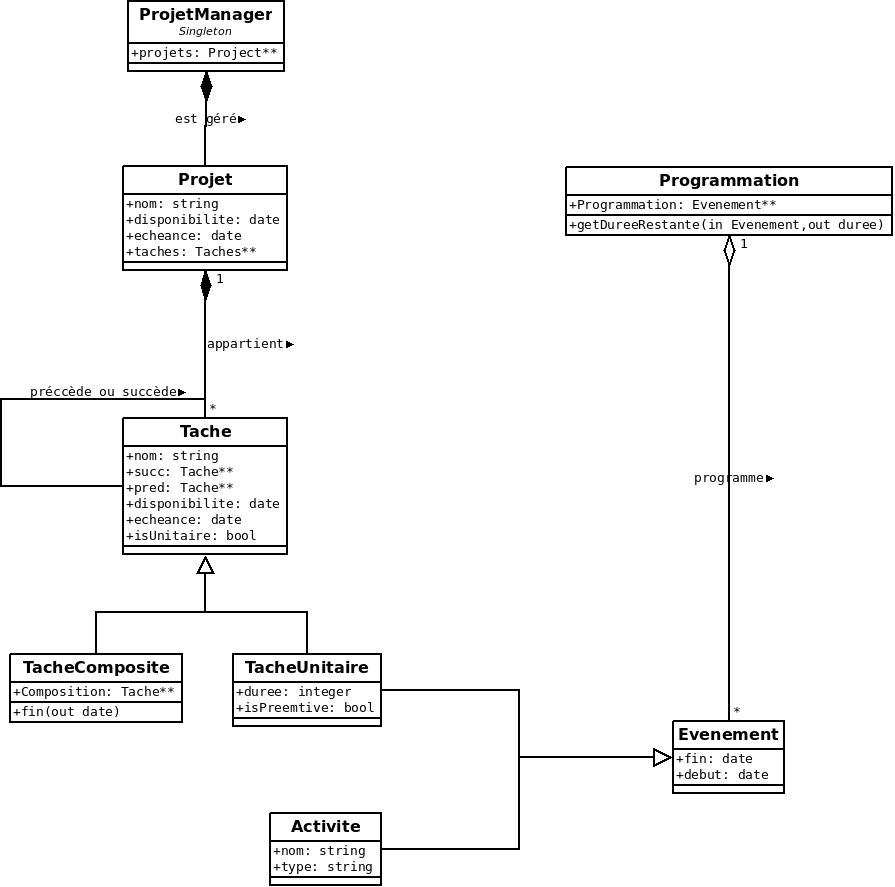 ProjetManager
Singleton
+projets: Project**
est géré►
Projet
+nom: string
+disponibilite: date
+echeance: date
+taches: Taches**
1
appartient►
préccède ou succède►
*
Tache
+nom: string
+succ: Tache**
+pred: Tache**
+disponibilite: date
+echeance: date
+isUnitaire: bool
TacheComposite
+Composition: Tache**
+fin(out date)
TacheUnitaire
+duree: integer
+isPreemtive: bool
Activite
+nom: string
+type: string
Programmation
+Programmation: Evenement**
+getDureeRestante(in Evenement,out duree)
1
programme►
*
Evenement
+fin: date
+debut: date